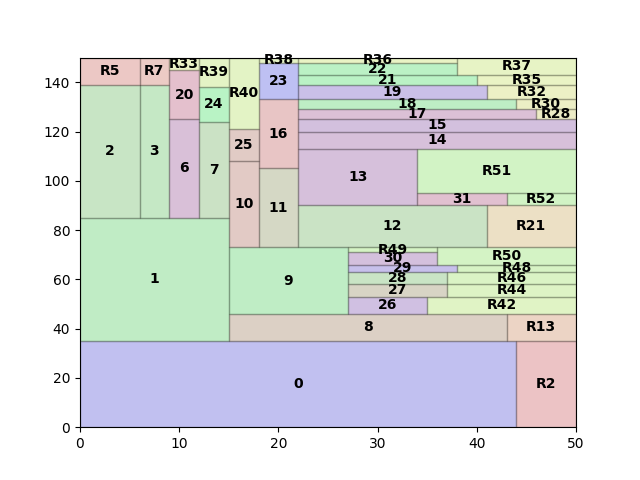 R33 R38 R36
R5 R7 R39 22 R37
20 R40 23 21 R35
24 19 R32
18 R30
17 R28
16 15
25 14
2 3 6 7 13 R51
10 11 31 R52
12 R21
R49
30 R50
1 9 29 R48
28 R46
27 R44
26 R42
8 R13
0 R2
140
120
100
80
60
40
20
0
0 10 20 30 40 50